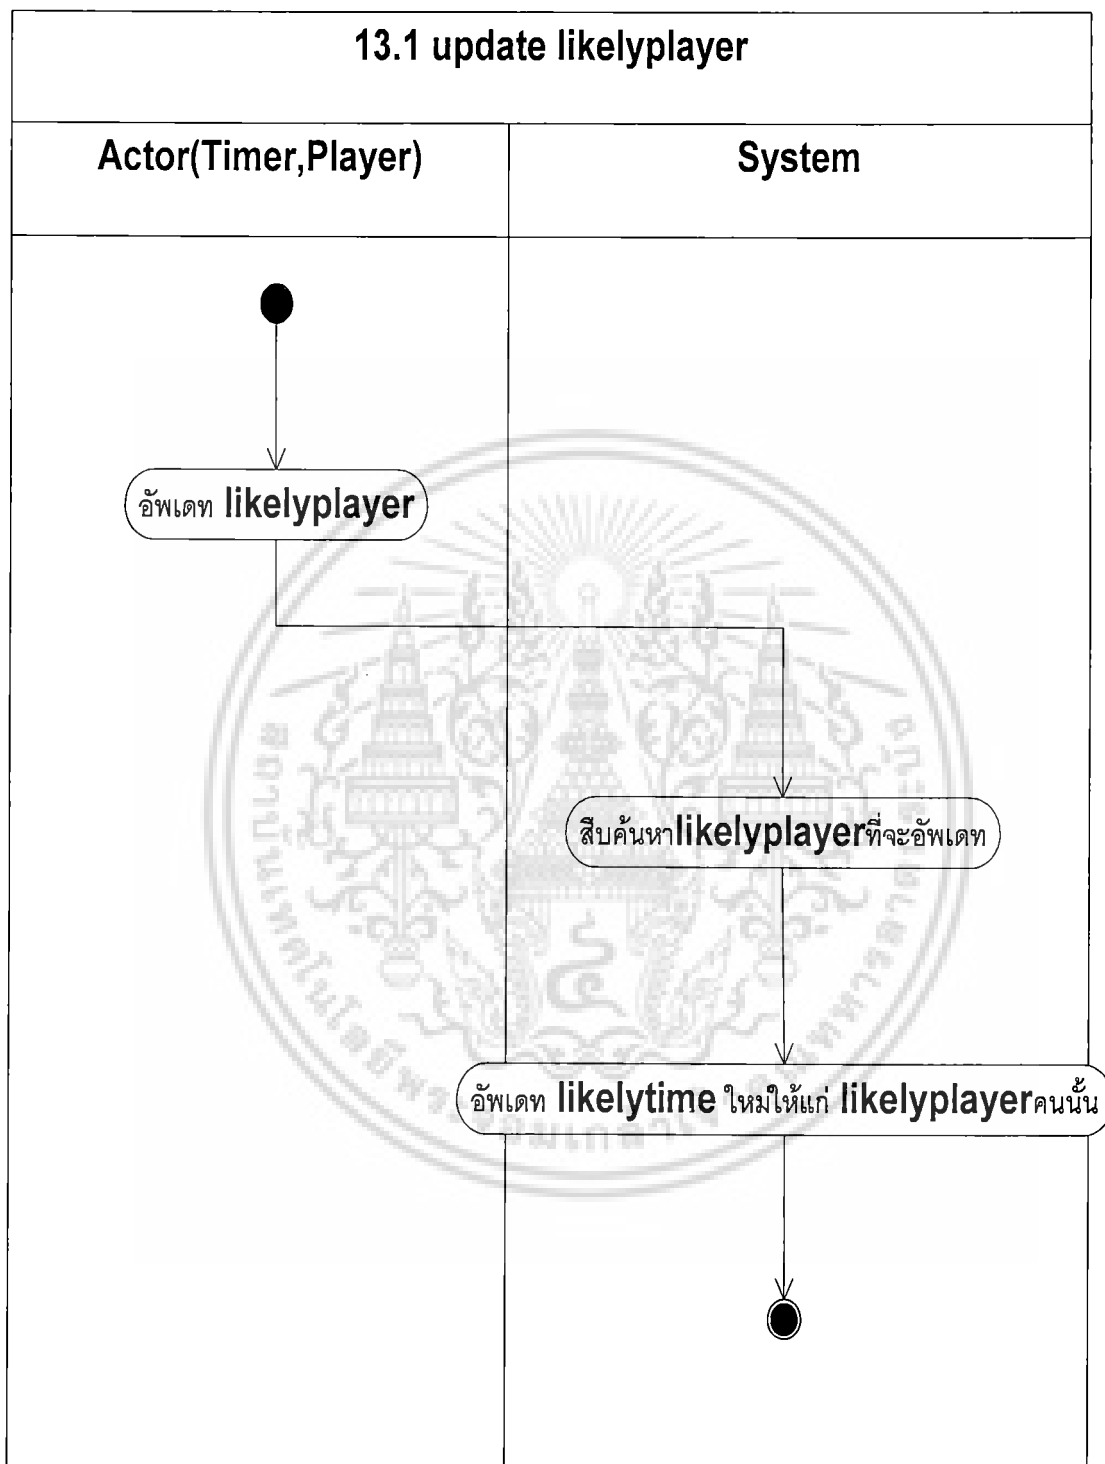 13.1 update likelyplayer
Actor(Timer,Player)
System
อัพเดท likelyplayer
สืบค้นหาlikelyplayerที่จะอัพเดท
อัพเดท likelytime ใหม่ให้แก่ likelyplayerคนนั้น